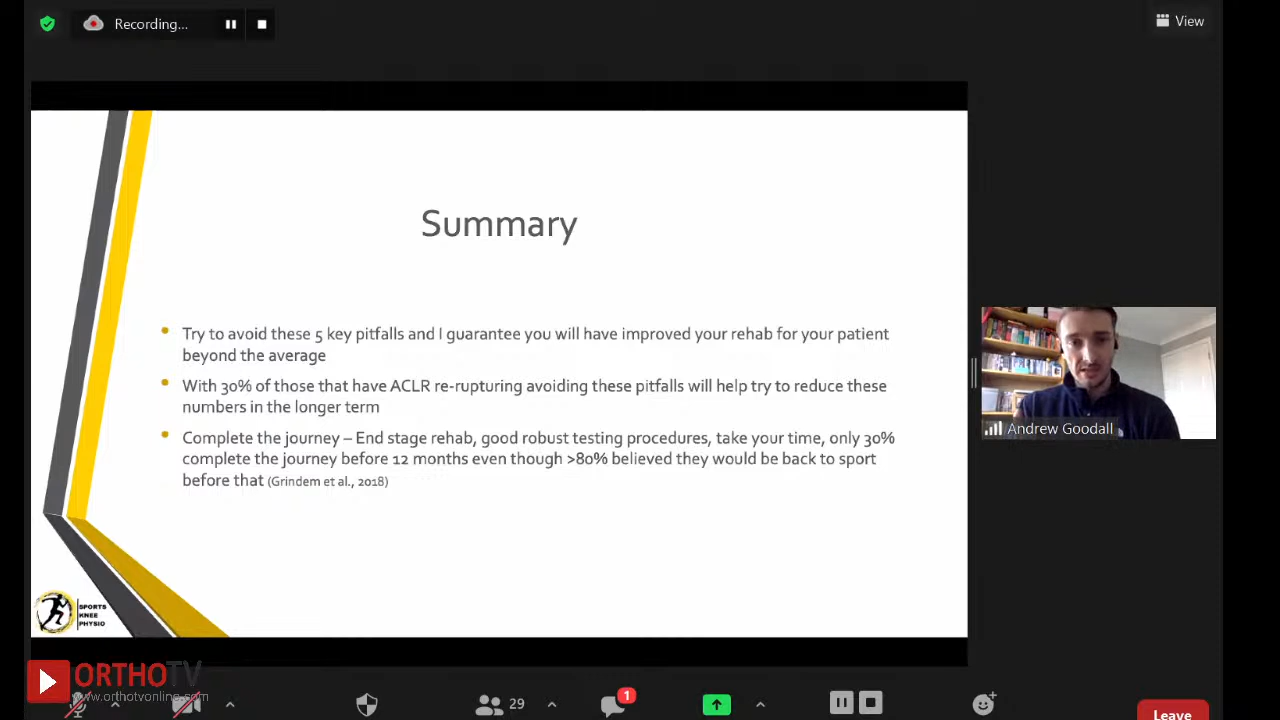 Recording...
View
Summary
Try to avoid these 5 key pitfalls and I guarantee you will have improved your rehab for your patient
beyond the average
With 30% of those that have ACLR re-rupturing avoiding these pitfalls will help try to reduce these
numbers in the longer term
Complete the journey – End stage rehab, good robust testing procedures, take your time, only 30%
complete the journey before 12 months even though >80% believed they would be back to sport
before that (Grindem et al., 2018)
Andrew Goodall
SPORTS
KNEE
PHYSIO
ORTHOTV
www.orthotvonline.com
29
1
Leave